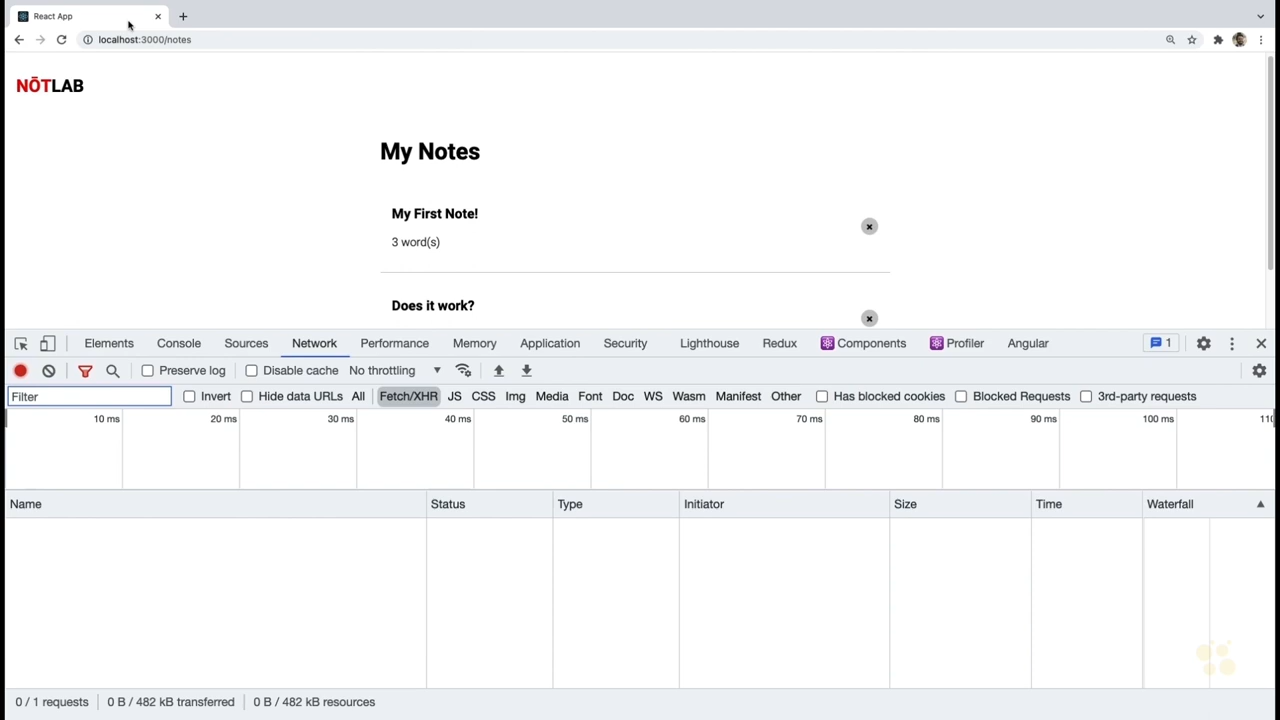 React App
localhost:3000/notes
NŌTLAB
My Notes
My First Note!
3 word(s)
Does it work?
Elements Console Sources Network Performance Memory Application Security Lighthouse Redux Components Profiler Angular 1
Preserve log Disable cache No throttling
Filter Invert Hide data URLs All Fetch/XHR JS CSS Img Media Font Doc WS Wasm Manifest Other Has blocked cookies Blocked Requests 3rd-party requests
10 ms 20 ms 30 ms 40 ms 50 ms 60 ms 70 ms 80 ms 90 ms 100 ms
Name Status Type Initiator Size Time Waterfall
0 / 1 requests 0 B / 482 kB transferred 0 B / 482 kB resources